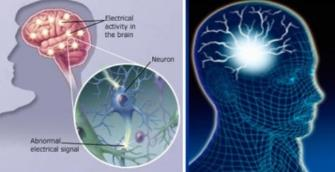 Electrical
activity in
the brain
Neuron
Abnormal
electrical signal